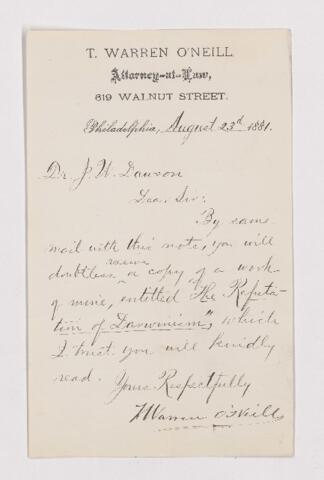 T. WARREN O'NEILL,
Attorney-at-Law,
619 WALNUT STREET.
Philadelphia, August 23d 1881.
Dr. J. W. Dawson
Dear Sir:
By same
mail with this note, you will
receive
doubtless ^ a copy of a work
of mine, entitled "The Refuta-
tion of Darwinism", which
I trust you will kindly
read.
Yours Respectfully
T Warren O'Neill